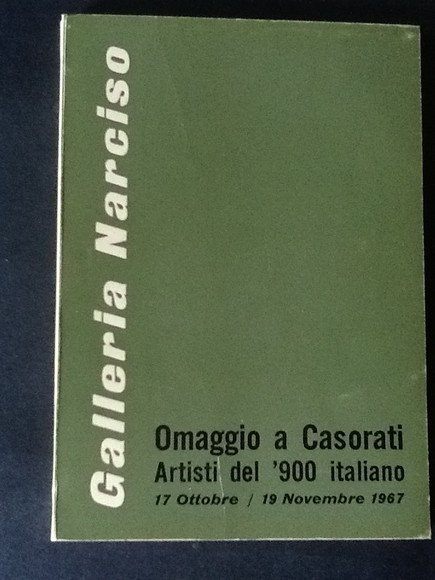 Galleria Narciso
Omaggio a Casorati
Artisti del '900 italiano
17 Ottobre / 19 Novembre 1967